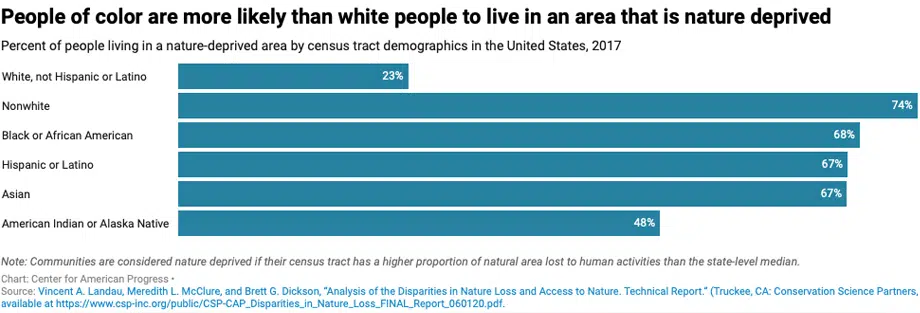 People of color are more likely than white people to live in an area that is nature deprived
Percent of people living in a nature-deprived area by census tract demographics in the United States, 2017
White, not Hispanic or Latino 23%
Nonwhite 74%
Black or African American 68%
Hispanic or Latino 67%
Asian 67%
American Indian or Alaska Native 48%
Note: Communities are considered nature deprived if their census tract has a higher proportion of natural area lost to human activities than the state-level median.
Chart: Center for American Progress •
Source: Vincent A. Landau, Meredith L. McClure, and Brett G. Dickson, “Analysis of the Disparities in Nature Loss and Access to Nature. Technical Report.” (Truckee, CA: Conservation Science Partners,
available at https://www.csp-inc.org/public/CSP-CAP_Disparities_in_Nature_Loss_FINAL_Report_060120.pdf.